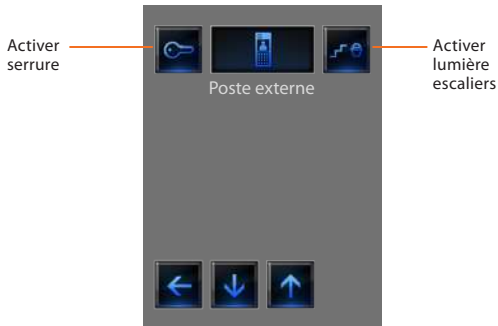 Activer
serrure
Activer
lumière
escaliers
Poste externe